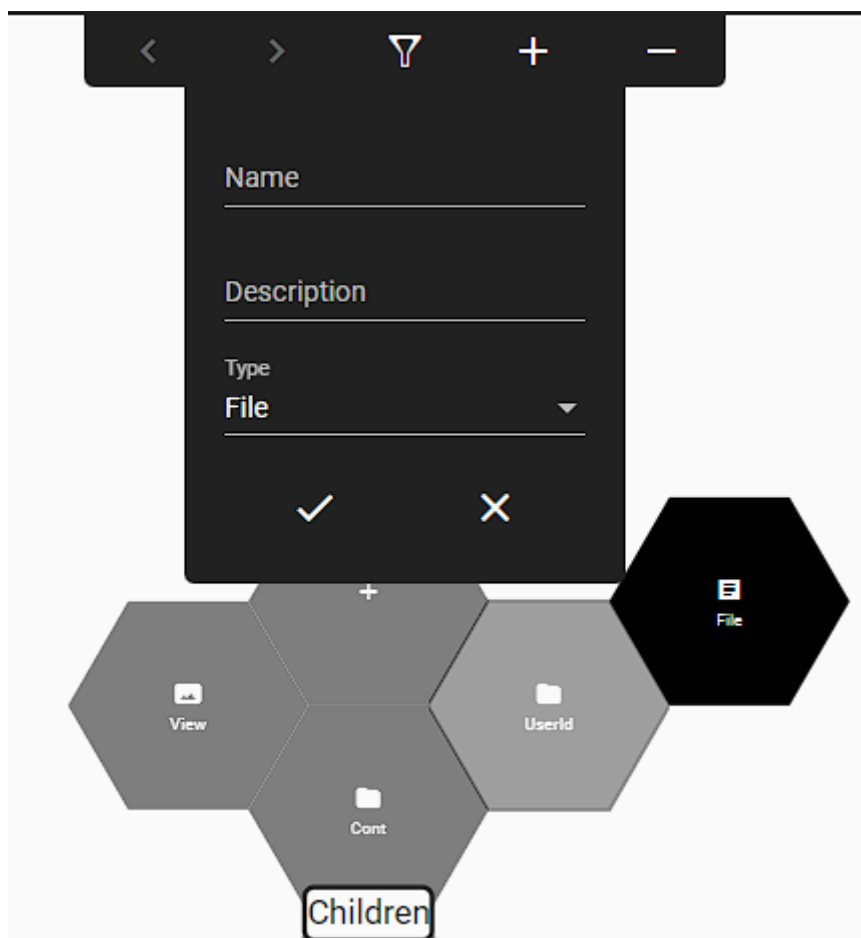 Name
Description
Type
File
File
View
UserId
Cont
Children